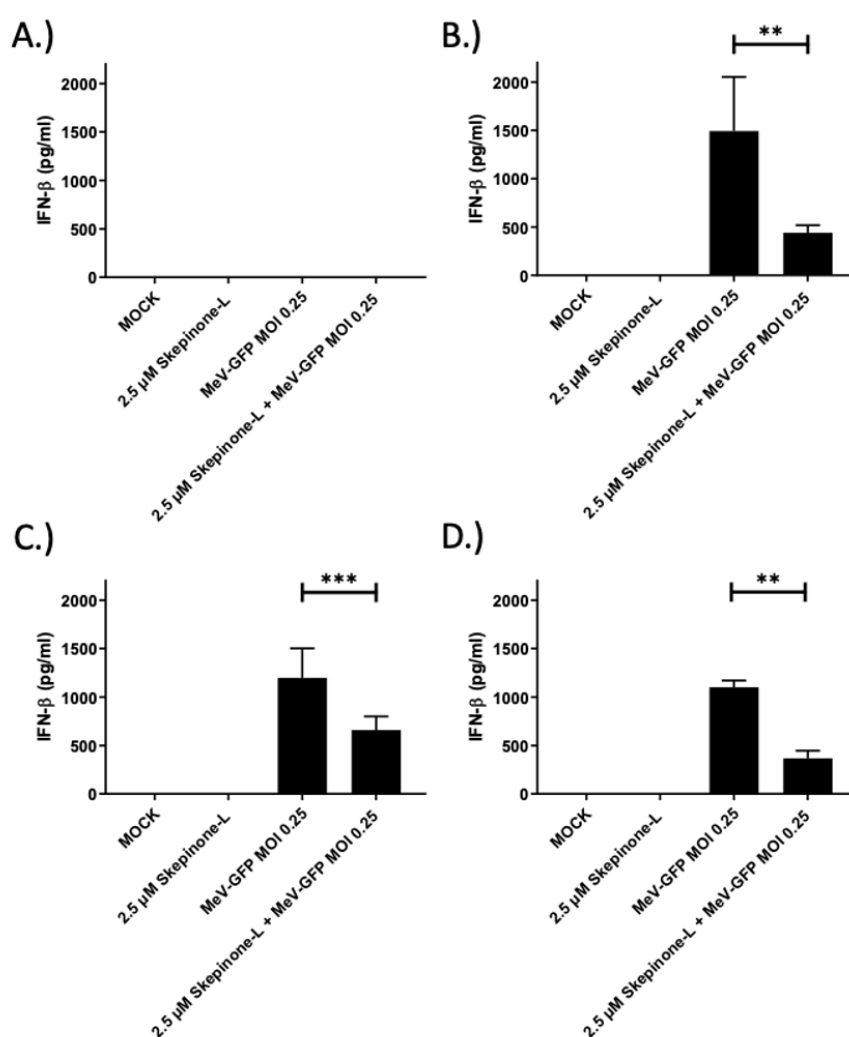 A.)
2000
1500
1000
500
0
IFN-β (pg/ml)
MOCK
2.5 µM Skepinone-L
MeV-GFP MOI 0.25
2.5 µM Skepinone-L + MeV-GFP MOI 0.25
B.)
**
2000
1500
1000
500
0
IFN-β (pg/ml)
MOCK
2.5 µM Skepinone-L
MeV-GFP MOI 0.25
2.5 µM Skepinone-L + MeV-GFP MOI 0.25
C.)
***
2000
1500
1000
500
0
IFN-β (pg/ml)
MOCK
2.5 µM Skepinone-L
MeV-GFP MOI 0.25
2.5 µM Skepinone-L + MeV-GFP MOI 0.25
D.)
**
2000
1500
1000
500
0
IFN-β (pg/ml)
MOCK
2.5 µM Skepinone-L
MeV-GFP MOI 0.25
2.5 µM Skepinone-L + MeV-GFP MOI 0.25